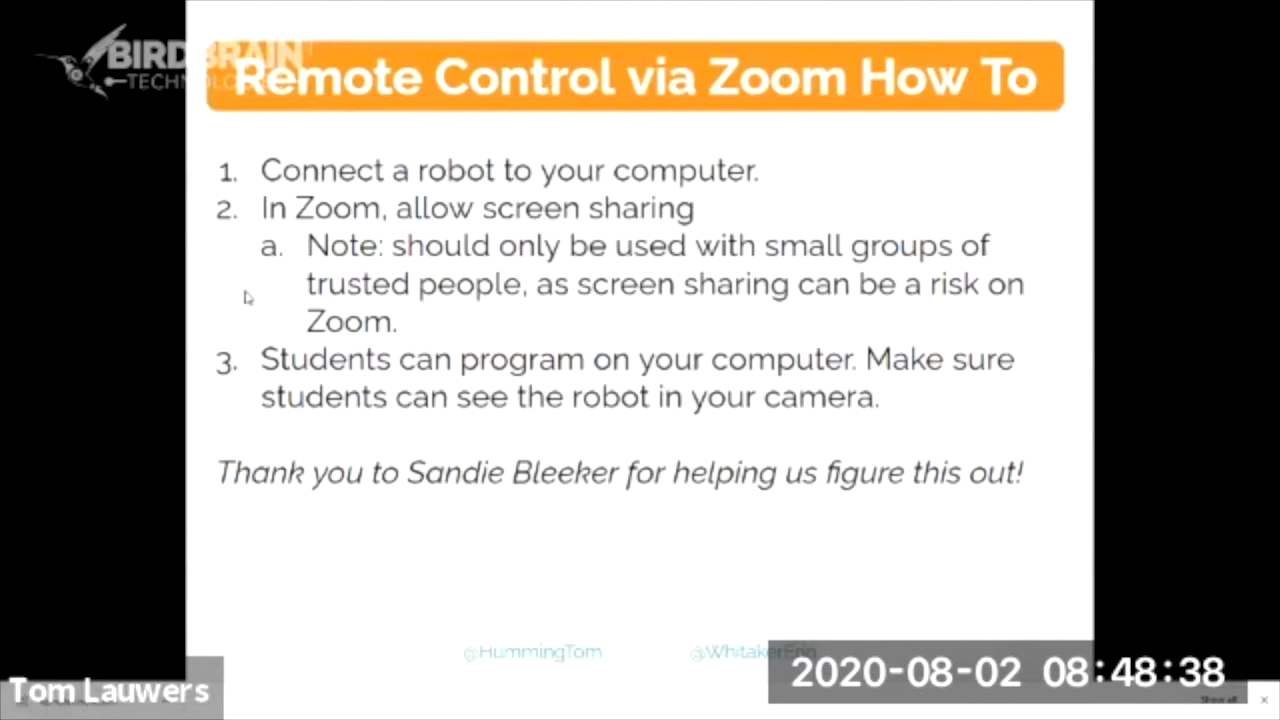 BIRDBRAIN
TECHNOLO
Remote Control via Zoom How To
1. Connect a robot to your computer.
2. In Zoom, allow screen sharing
a. Note: should only be used with small groups of
trusted people, as screen sharing can be a risk on
Zoom.
3. Students can program on your computer. Make sure
students can see the robot in your camera.
Thank you to Sandie Bleeker for helping us figure this out!
@HummingTom @WhitakerErin
2020-08-02 08:48:38
Tom Lauwers